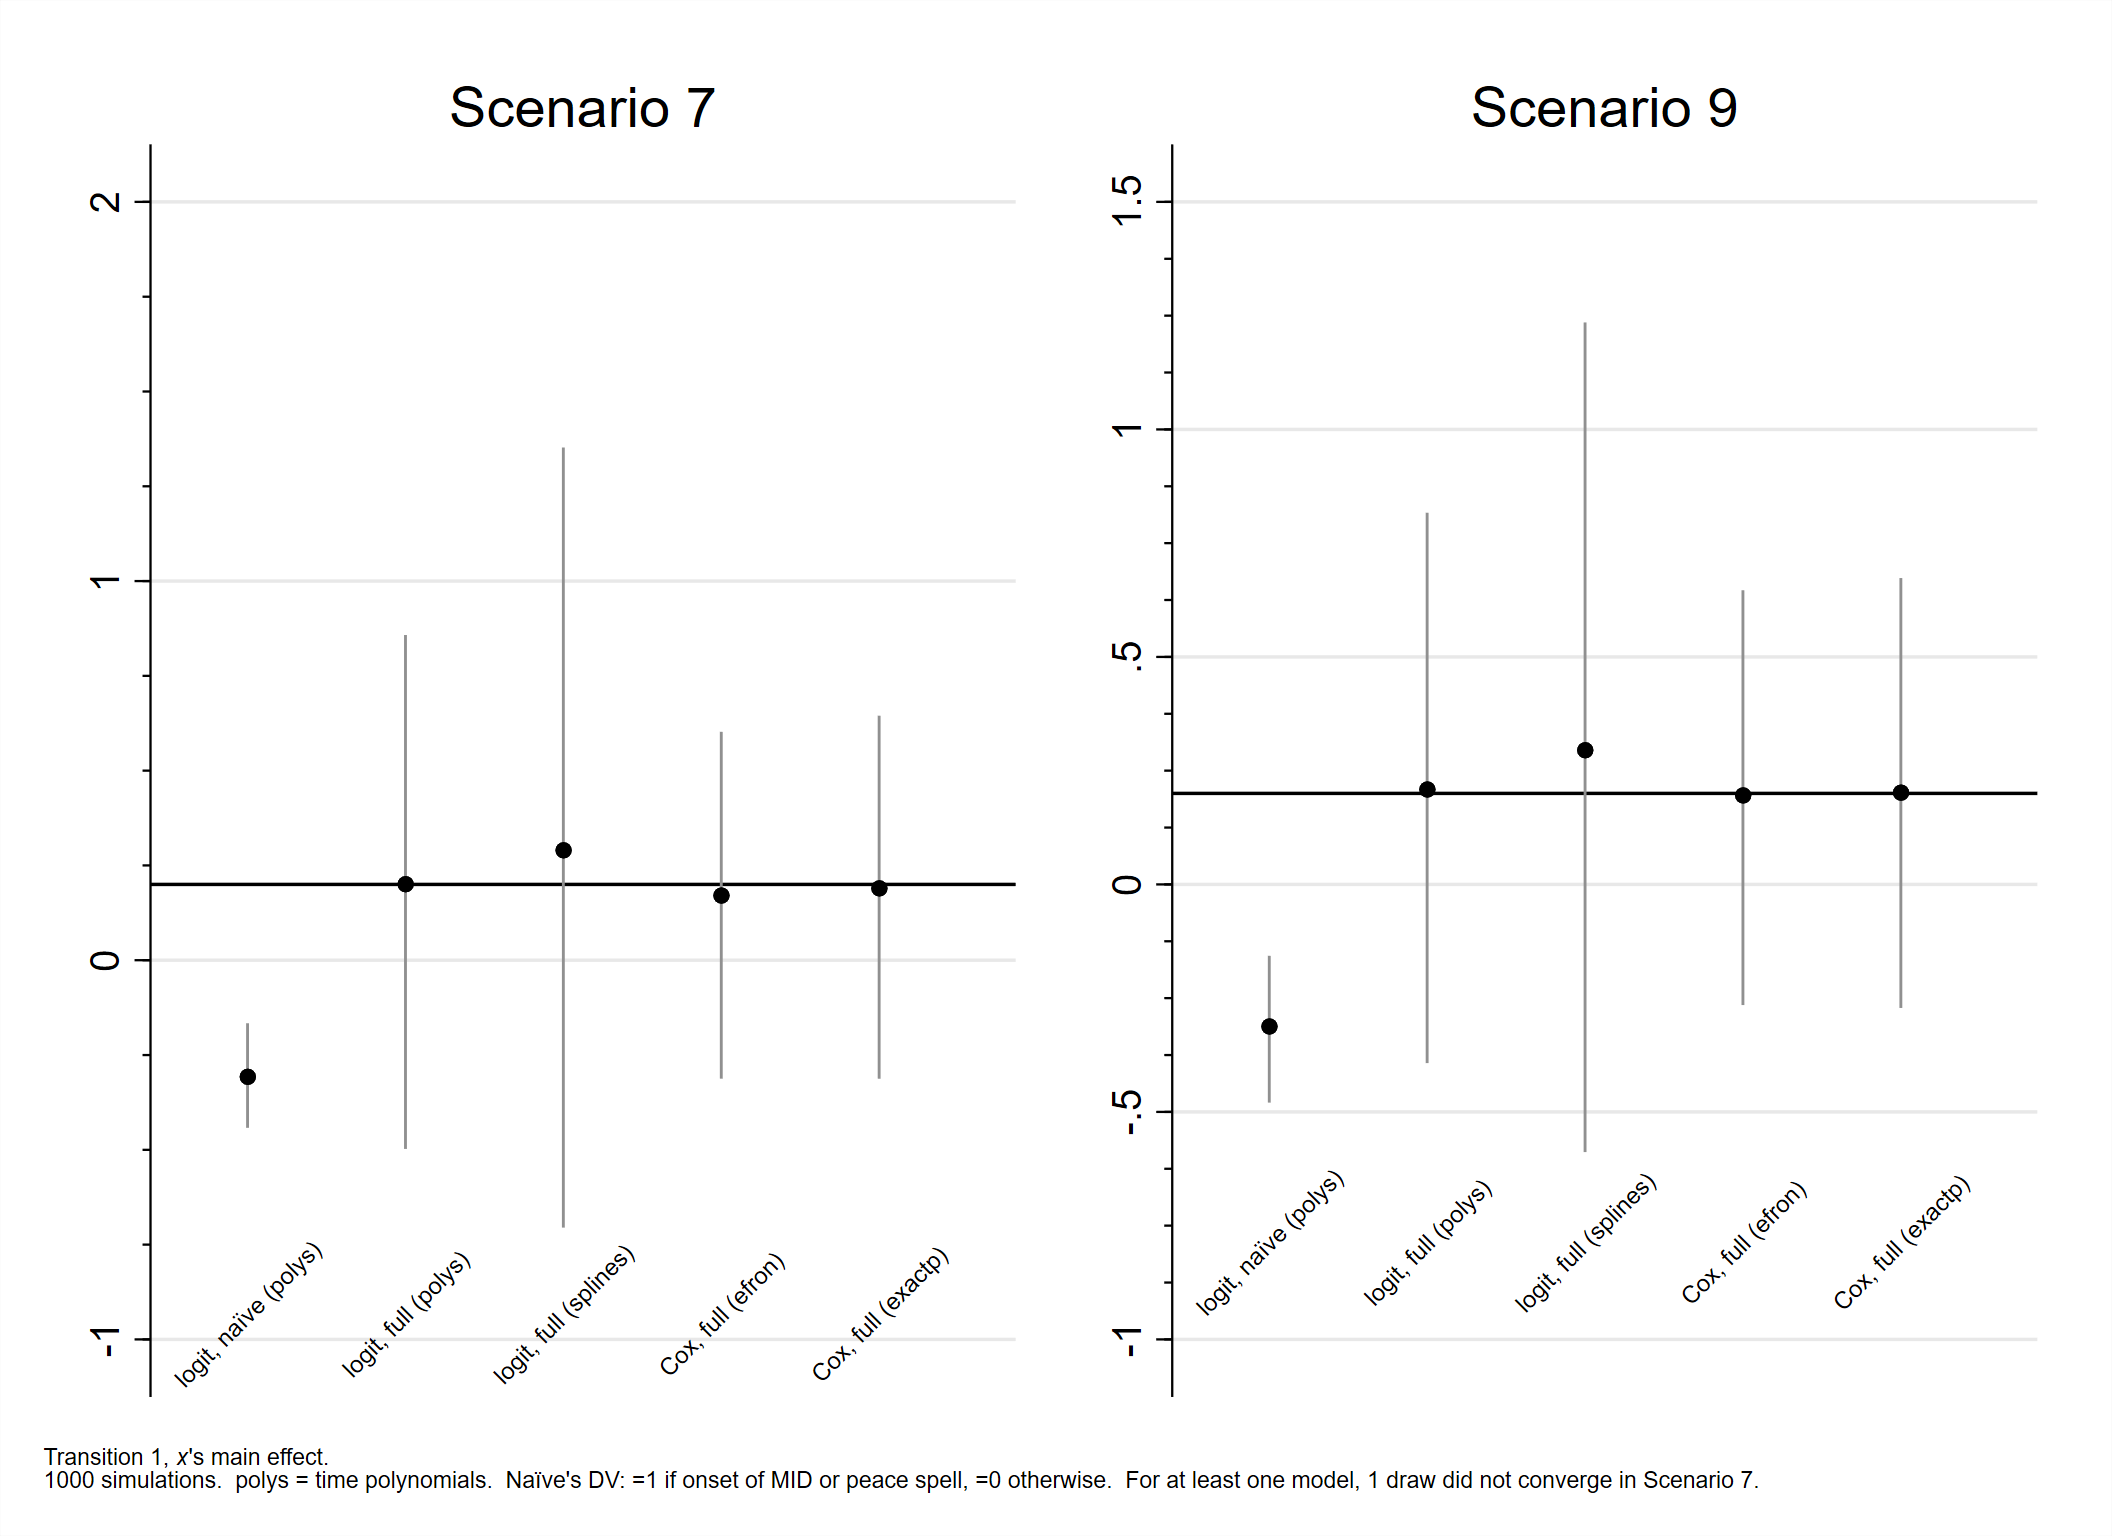 Scenario 7
2
1
0
-1
logit, naïve (polys)
logit, full (polys)
logit, full (splines)
Cox, full (efron)
Cox, full (exactp)
Scenario 9
1.5
1
.5
0
-.5
-1
logit, naïve (polys)
logit, full (polys)
logit, full (splines)
Cox, full (efron)
Cox, full (exactp)
Transition 1, x's main effect.
1000 simulations.  polys = time polynomials.  Naïve's DV: =1 if onset of MID or peace spell, =0 otherwise.  For at least one model, 1 draw did not converge in Scenario 7.